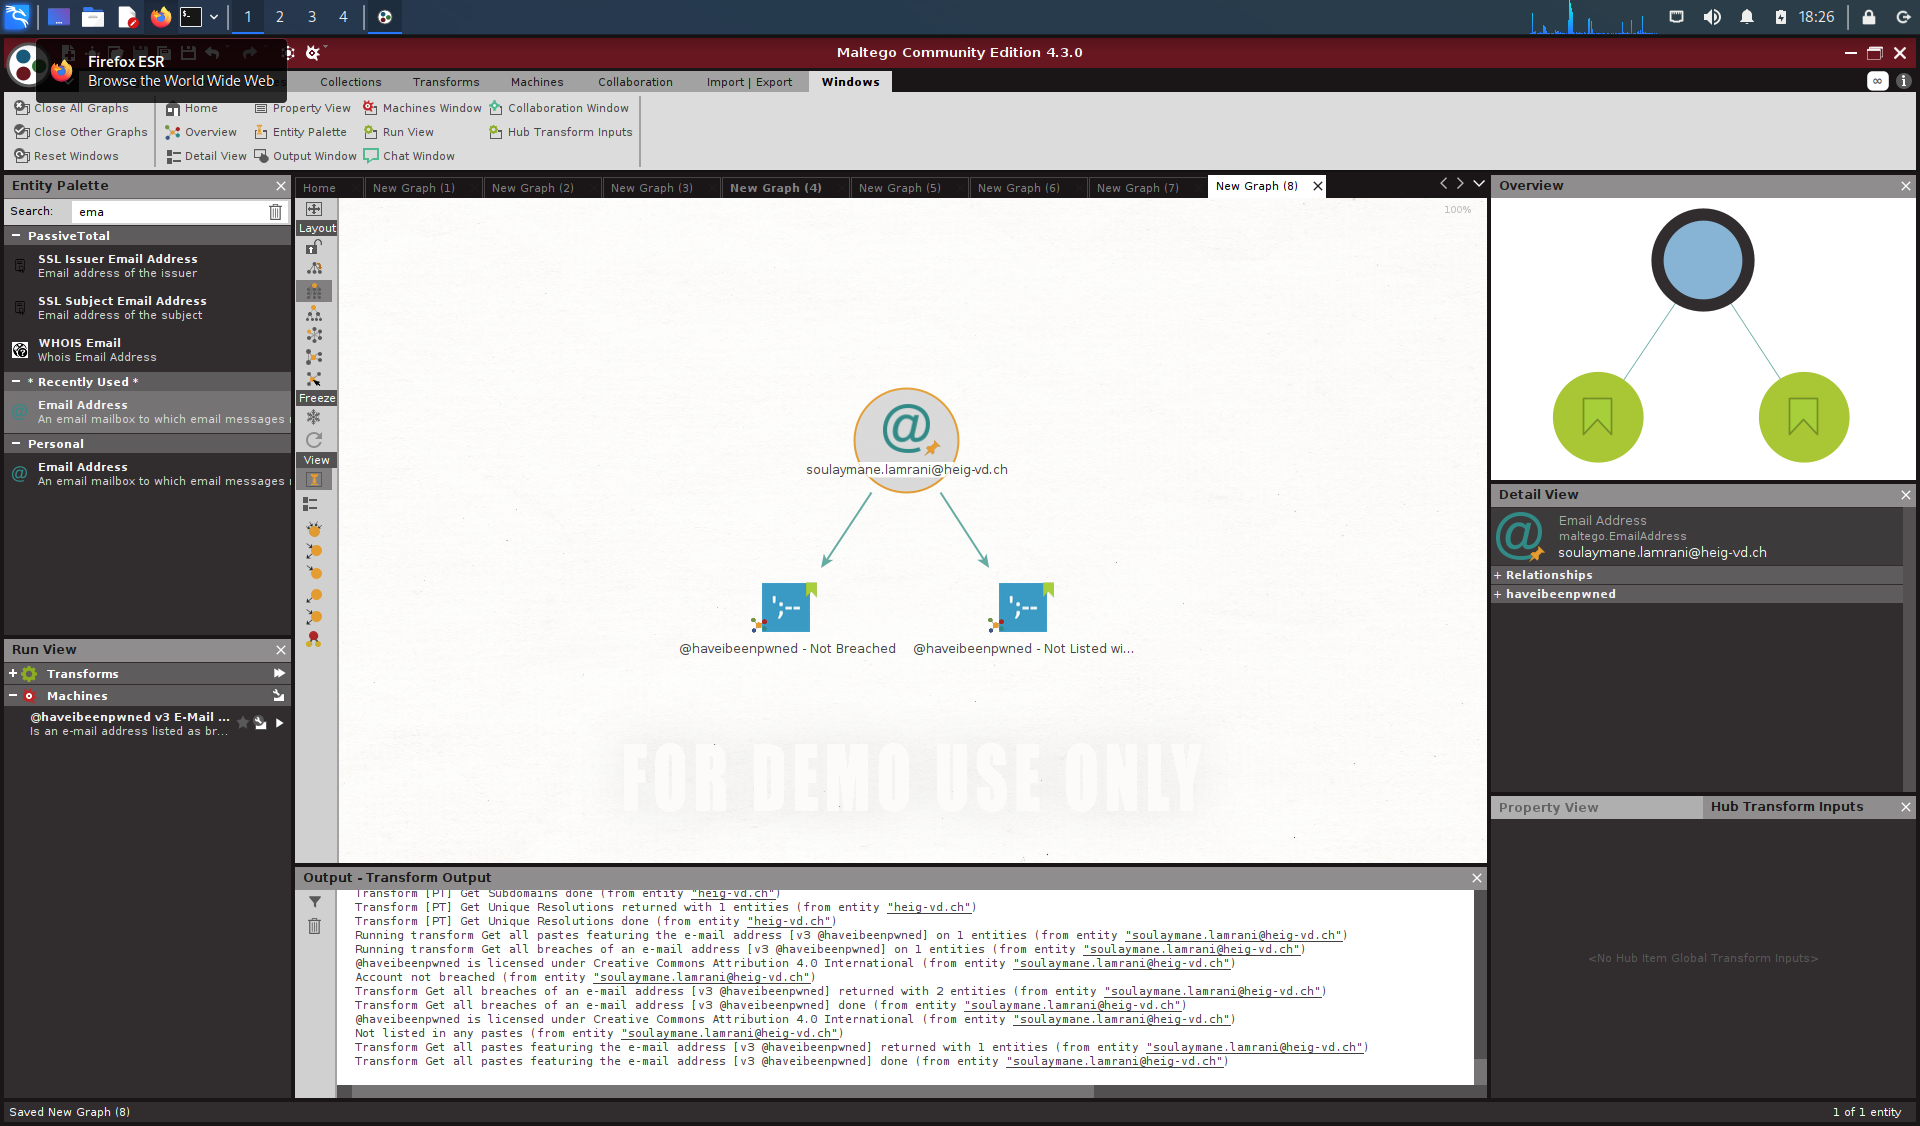 1 2 3 4
18:26
Maltego Community Edition 4.3.0
Firefox ESR
Browse the World Wide Web
Collections Transforms Machines Collaboration Import | Export Windows
Close All Graphs Home Property View Machines Window Collaboration Window
Close Other Graphs Overview Entity Palette Run View Hub Transform Inputs
Reset Windows Detail View Output Window Chat Window
Entity Palette
Search: ema
PassiveTotal
SSL Issuer Email Address
Email address of the issuer
SSL Subject Email Address
Email address of the subject
WHOIS Email
Whois Email Address
* Recently Used *
Email Address
An email mailbox to which email messages
Personal
Email Address
An email mailbox to which email messages
Run View
Transforms
Machines
@haveibeenpwned v3 E-Mail ...
Is an e-mail address listed as br...
Home New Graph (1) New Graph (2) New Graph (3) New Graph (4) New Graph (5) New Graph (6) New Graph (7) New Graph (8)
100%
Layout
Freeze
View
soulaymane.lamrani@heig-vd.ch
@haveibeenpwned - Not Breached
@haveibeenpwned - Not Listed wi...
FOR DEMO USE ONLY
Output - Transform Output
Transform [PT] Get Subdomains done (from entity "heig-vd.ch")
Transform [PT] Get Unique Resolutions returned with 1 entities (from entity "heig-vd.ch")
Transform [PT] Get Unique Resolutions done (from entity "heig-vd.ch")
Running transform Get all pastes featuring the e-mail address [v3 @haveibeenpwned] on 1 entities (from entity "soulaymane.lamrani@heig-vd.ch")
Running transform Get all breaches of an e-mail address [v3 @haveibeenpwned] on 1 entities (from entity "soulaymane.lamrani@heig-vd.ch")
@haveibeenpwned is licensed under Creative Commons Attribution 4.0 International (from entity "soulaymane.lamrani@heig-vd.ch")
Account not breached (from entity "soulaymane.lamrani@heig-vd.ch")
Transform Get all breaches of an e-mail address [v3 @haveibeenpwned] returned with 2 entities (from entity "soulaymane.lamrani@heig-vd.ch")
Transform Get all breaches of an e-mail address [v3 @haveibeenpwned] done (from entity "soulaymane.lamrani@heig-vd.ch")
@haveibeenpwned is licensed under Creative Commons Attribution 4.0 International (from entity "soulaymane.lamrani@heig-vd.ch")
Not listed in any pastes (from entity "soulaymane.lamrani@heig-vd.ch")
Transform Get all pastes featuring the e-mail address [v3 @haveibeenpwned] returned with 1 entities (from entity "soulaymane.lamrani@heig-vd.ch")
Transform Get all pastes featuring the e-mail address [v3 @haveibeenpwned] done (from entity "soulaymane.lamrani@heig-vd.ch")
Overview
Detail View
Email Address
maltego.EmailAddress
soulaymane.lamrani@heig-vd.ch
+ Relationships
+ haveibeenpwned
Property View Hub Transform Inputs
<No Hub Item Global Transform Inputs>
Saved New Graph (8)
1 of 1 entity